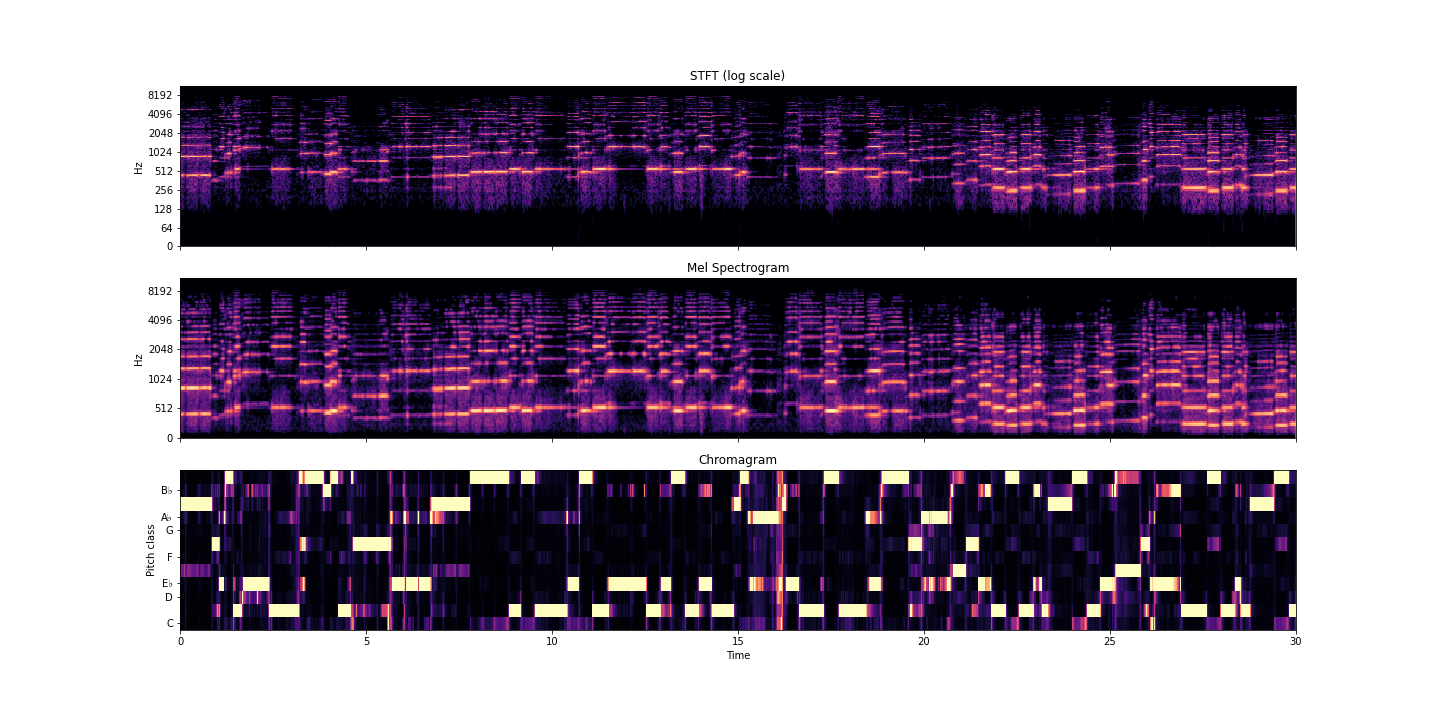 STFT (log scale)
8192
4096
2048
1024
512
256
128
64
0
Hz
Mel Spectrogram
8192
4096
2048
1024
512
0
Hz
Chromagram
B♭
A♭
G
F
E♭
D
C
Pitch class
0 5 10 15 20 25 30
Time